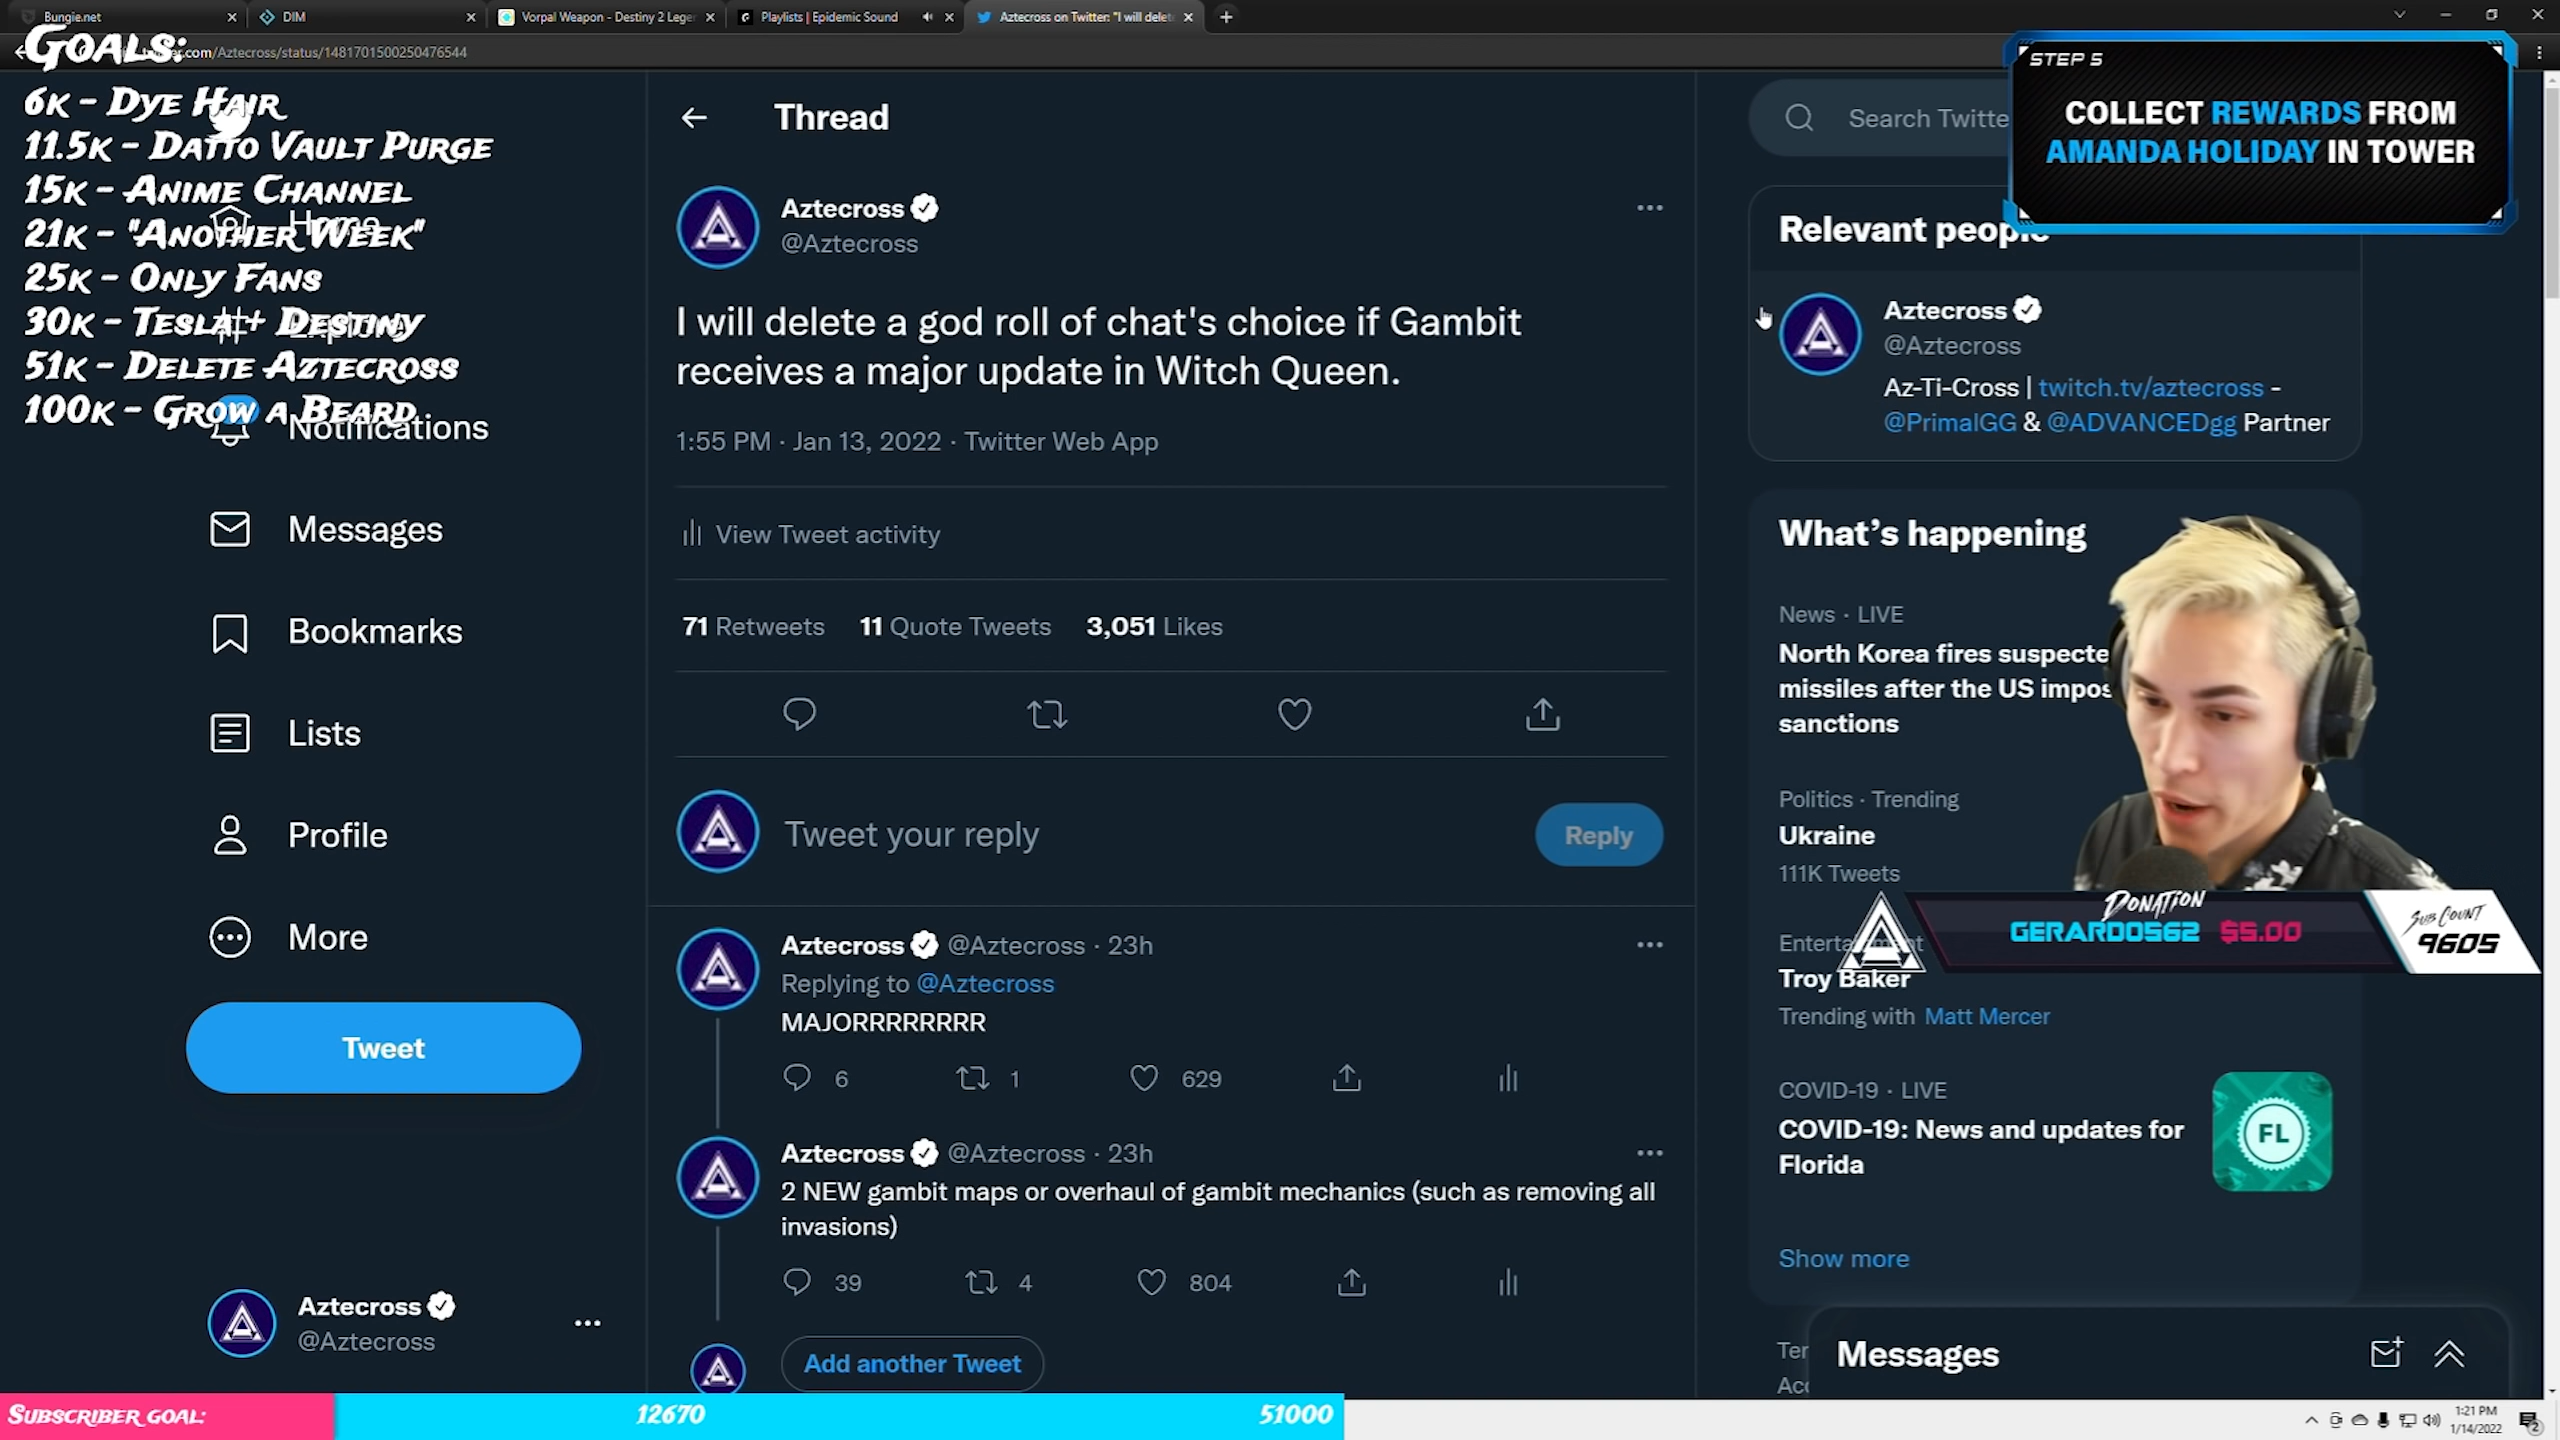 Bungie.net
DIM
Vorpal Weapon - Destiny 2 Leger
Playlists | Epidemic Sound
Aztecross on Twitter: "I will delet
.com/Aztecross/status/1481701500250476544
GOALS:
6K - DYE HAIR
11.5K - DATTO VAULT PURGE
15K - ANIME CHANNEL
21K - "ANOTHER WEEK"
25K - ONLY FANS
30K - TESLA + DESTINY
51K - DELETE AZTECROSS
100K - GROW A BEARD
Home
Explore
Notifications
Messages
Bookmarks
Lists
Profile
More
Tweet
Aztecross
@Aztecross
Thread
Aztecross
@Aztecross
I will delete a god roll of chat's choice if Gambit
receives a major update in Witch Queen.
1:55 PM · Jan 13, 2022 · Twitter Web App
View Tweet activity
71 Retweets 11 Quote Tweets 3,051 Likes
Tweet your reply
Reply
Aztecross @Aztecross · 23h
Replying to @Aztecross
MAJORRRRRRRR
6 1 629
Aztecross @Aztecross · 23h
2 NEW gambit maps or overhaul of gambit mechanics (such as removing all
invasions)
39 4 804
Add another Tweet
Search Twitte
STEP 5
COLLECT REWARDS FROM
AMANDA HOLIDAY IN TOWER
Relevant people
Aztecross
@Aztecross
Az-Ti-Cross | twitch.tv/aztecross -
@PrimalGG & @ADVANCEDgg Partner
What's happening
News · LIVE
North Korea fires suspecte
missiles after the US impos
sanctions
Politics · Trending
Ukraine
111K Tweets
DONATION
GERARDO562 $5.00
SUB COUNT
9605
Entertainment
Troy Baker
Trending with Matt Mercer
COVID-19 · LIVE
COVID-19: News and updates for
Florida
FL
Show more
Ter
Acc
Messages
SUBSCRIBER GOAL:
12670
51000
1:21 PM
1/14/2022
2